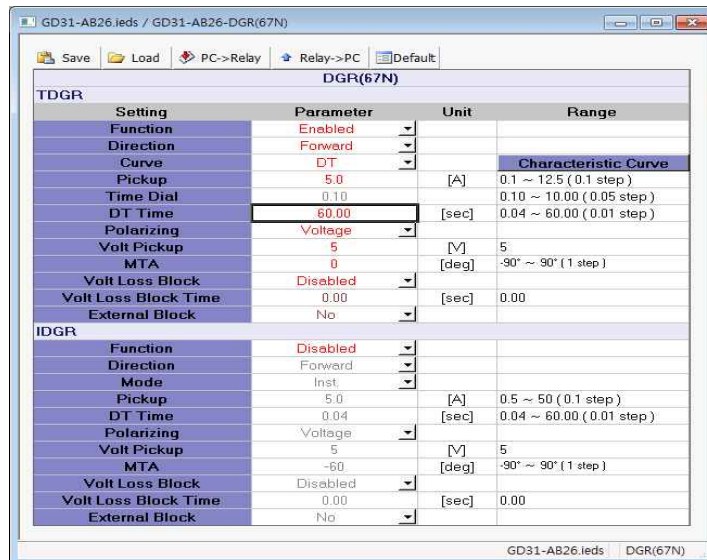 GD31-AB26.ieds / GD31-AB26-DGR(67N)
Save Load PC->Relay Relay->PC Default
DGR(67N)
TDGR
Setting Parameter Unit Range
Function Enabled
Direction Forward
Curve DT Characteristic Curve
Pickup 5.0 [A] 0.1 ~ 12.5 ( 0.1 step )
Time Dial 0.10 0.10 ~ 10.00 ( 0.05 step )
DT Time 60.00 [sec] 0.04 ~ 60.00 ( 0.01 step )
Polarizing Voltage
Volt Pickup 5 [V] 5
MTA 0 [deg] -90° ~ 90° ( 1 step )
Volt Loss Block Disabled
Volt Loss Block Time 0.00 [sec] 0.00
External Block No
IDGR
Function Disabled
Direction Forward
Mode Inst.
Pickup 5.0 [A] 0.5 ~ 50 ( 0.1 step )
DT Time 0.04 [sec] 0.04 ~ 60.00 ( 0.01 step )
Polarizing Voltage
Volt Pickup 5 [V] 5
MTA -60 [deg] -90° ~ 90° ( 1 step )
Volt Loss Block Disabled
Volt Loss Block Time 0.00 [sec] 0.00
External Block No
GD31-AB26.ieds DGR(67N)